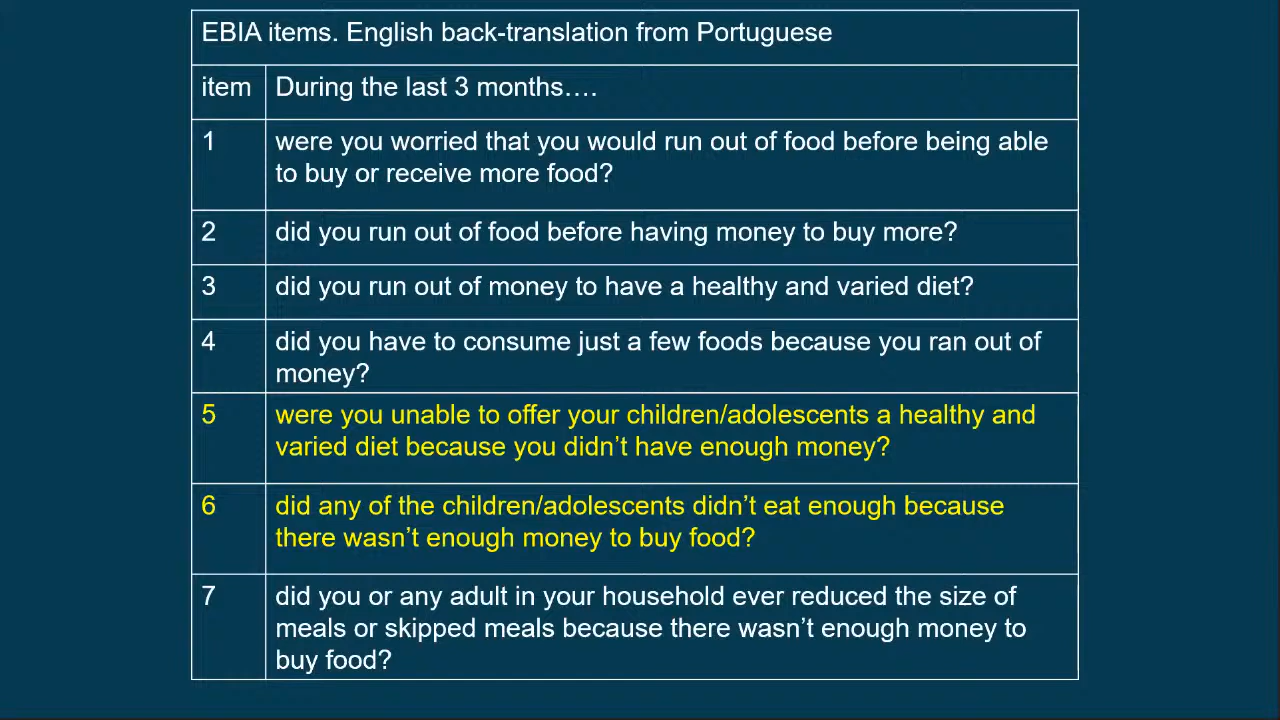 EBIA items. English back-translation from Portuguese
item During the last 3 months….
1 were you worried that you would run out of food before being able
to buy or receive more food?
2 did you run out of food before having money to buy more?
3 did you run out of money to have a healthy and varied diet?
4 did you have to consume just a few foods because you ran out of
money?
5 were you unable to offer your children/adolescents a healthy and
varied diet because you didn’t have enough money?
6 did any of the children/adolescents didn’t eat enough because
there wasn’t enough money to buy food?
7 did you or any adult in your household ever reduced the size of
meals or skipped meals because there wasn’t enough money to
buy food?